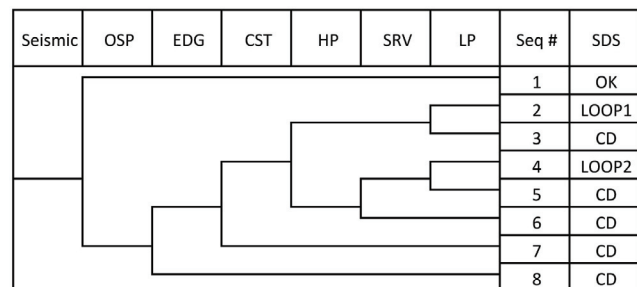 Seismic OSP EDG CST HP SRV LP Seq # SDS
1 OK
2 LOOP1
3 CD
4 LOOP2
5 CD
6 CD
7 CD
8 CD